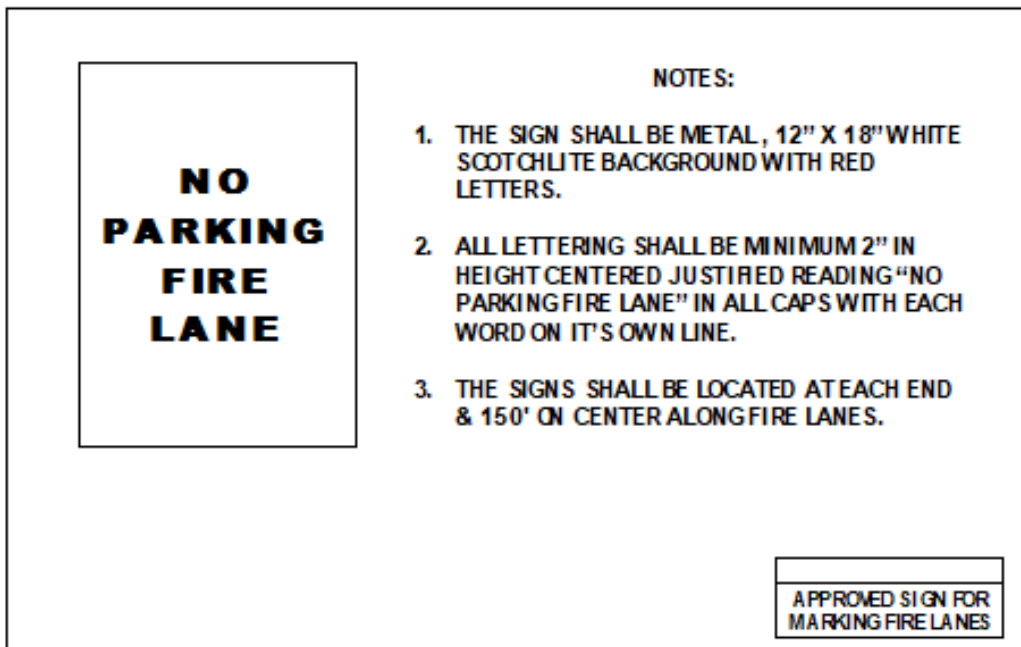 NO
PARKING
FIRE
LANE
NOTES:
1. THE SIGN SHALL BE METAL, 12” X 18” WHITE
SCOTCHLITE BACKGROUND WITH RED
LETTERS.
2. ALL LETTERING SHALL BE MINIMUM 2” IN
HEIGHT CENTERED JUSTIFIED READING “NO
PARKING FIRE LANE” IN ALL CAPS WITH EACH
WORD ON IT’S OWN LINE.
3. THE SIGNS SHALL BE LOCATED AT EACH END
& 150' ON CENTER ALONG FIRE LANES.
APPROVED SIGN FOR
MARKING FIRE LANES